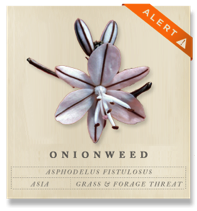 ALERT
ONIONWEED
ASPHODELUS FISTULOSUS
ASIA GRASS & FORAGE THREAT